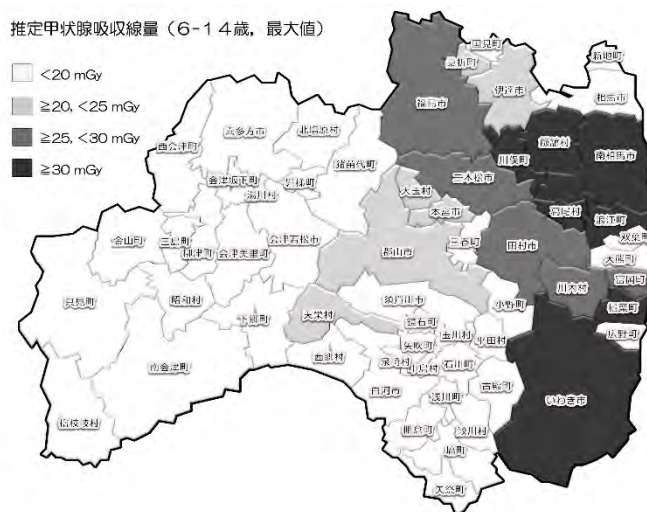 推定甲状腺吸収線量（6-14歳，最大値）
<20 mGy
≧20, <25 mGy
≧25, <30 mGy
≧30 mGy
国見町
桑折町
新地町
伊達市
相馬市
福島市
喜多方市
北塩原村
西会津町
猪苗代町
川俣町
飯舘村
南相馬市
会津坂下町
湯川村
磐梯町
二本松市
大玉村
本宮市
葛尾村
浪江町
双葉町
金山町
三島町
柳津町
会津美里町
会津若松市
三春町
田村市
大熊町
郡山市
富岡町
川内村
只見町
昭和村
須賀川市
小野町
楢葉町
下郷町
天栄村
鏡石町
玉川村
平田村
広野町
矢吹町
西郷村
泉崎村
中島村
石川町
南会津町
白河市
古殿町
浅川町
いわき市
檜枝岐村
棚倉町
鮫川村
塙町
矢祭町